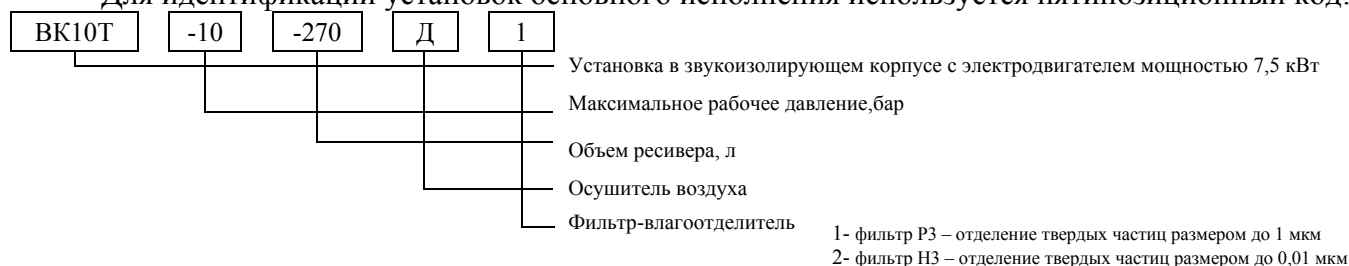 Для идентификации установок основного исполнения используется пятипозиционный код:
ВК10Т -10 -270 Д 1
Установка в звукоизолирующем корпусе с электродвигателем мощностью 7,5 кВт
Максимальное рабочее давление,бар
Объем ресивера, л
Осушитель воздуха
Фильтр-влагоотделитель
1- фильтр Р3 – отделение твердых частиц размером до 1 мкм
2- фильтр Н3 – отделение твердых частиц размером до 0,01 мкм